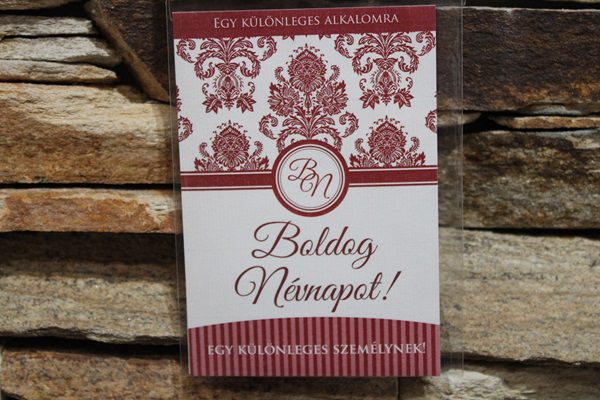 EGY KÜLÖNLEGES ALKALOMRA
BN
Boldog
Névnapot!
EGY KÜLÖNLEGES SZEMÉLYNEK!